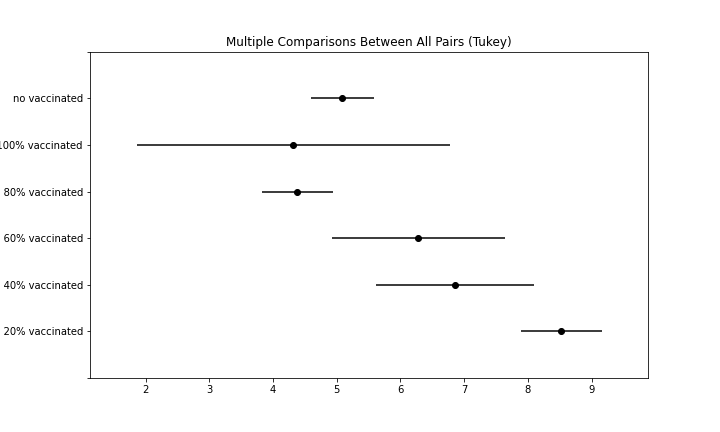 Multiple Comparisons Between All Pairs (Tukey)
no vaccinated
100% vaccinated
80% vaccinated
60% vaccinated
40% vaccinated
20% vaccinated
2 3 4 5 6 7 8 9